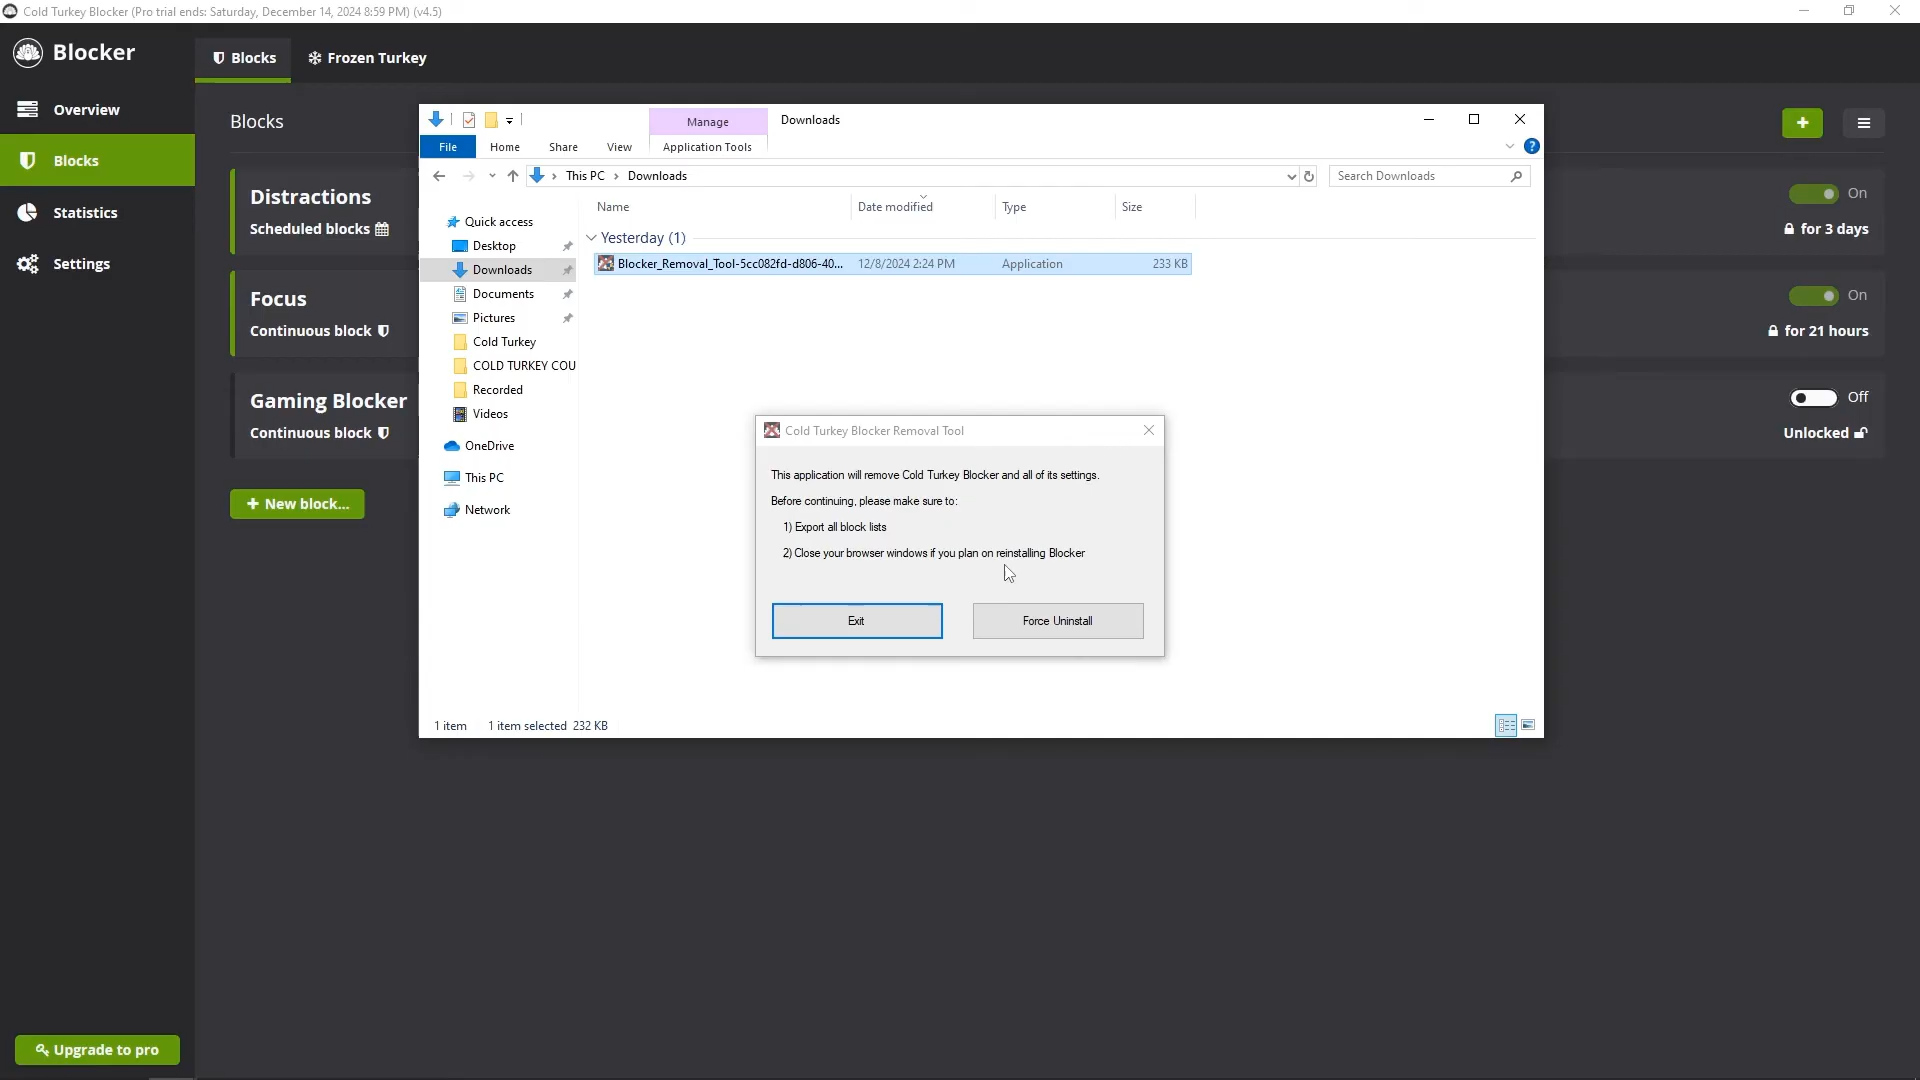 Cold Turkey Blocker (Pro trial ends: Saturday, December 14, 2024 8:59 PM) (v4.5)
Blocker
Blocks
Frozen Turkey
Overview
Blocks
Statistics
Settings
Upgrade to pro
Blocks
Distractions
Scheduled blocks
On
for 3 days
Focus
Continuous block
On
for 21 hours
Gaming Blocker
Continuous block
Off
Unlocked
+ New block...
Manage
Downloads
File
Home
Share
View
Application Tools
This PC > Downloads
Search Downloads
Name
Date modified
Type
Size
Quick access
Desktop
Downloads
Documents
Pictures
Cold Turkey
COLD TURKEY COU
Recorded
Videos
OneDrive
This PC
Network
Yesterday (1)
Blocker_Removal_Tool-5cc082fd-d806-40...
12/8/2024 2:24 PM
Application
233 KB
1 item
1 item selected 232 KB
Cold Turkey Blocker Removal Tool
This application will remove Cold Turkey Blocker and all of its settings.
Before continuing, please make sure to:
1) Export all block lists
2) Close your browser windows if you plan on reinstalling Blocker
Exit
Force Uninstall